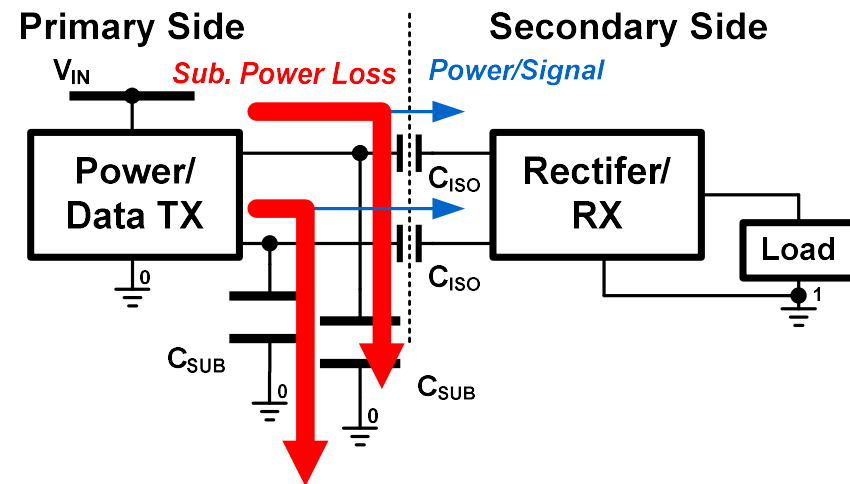 Primary Side
Secondary Side
VIN
Sub. Power Loss
Power/Signal
Power/
Data TX
CISO
Rectifer/
RX
Load
CISO
0
1
CSUB
0
CSUB
0